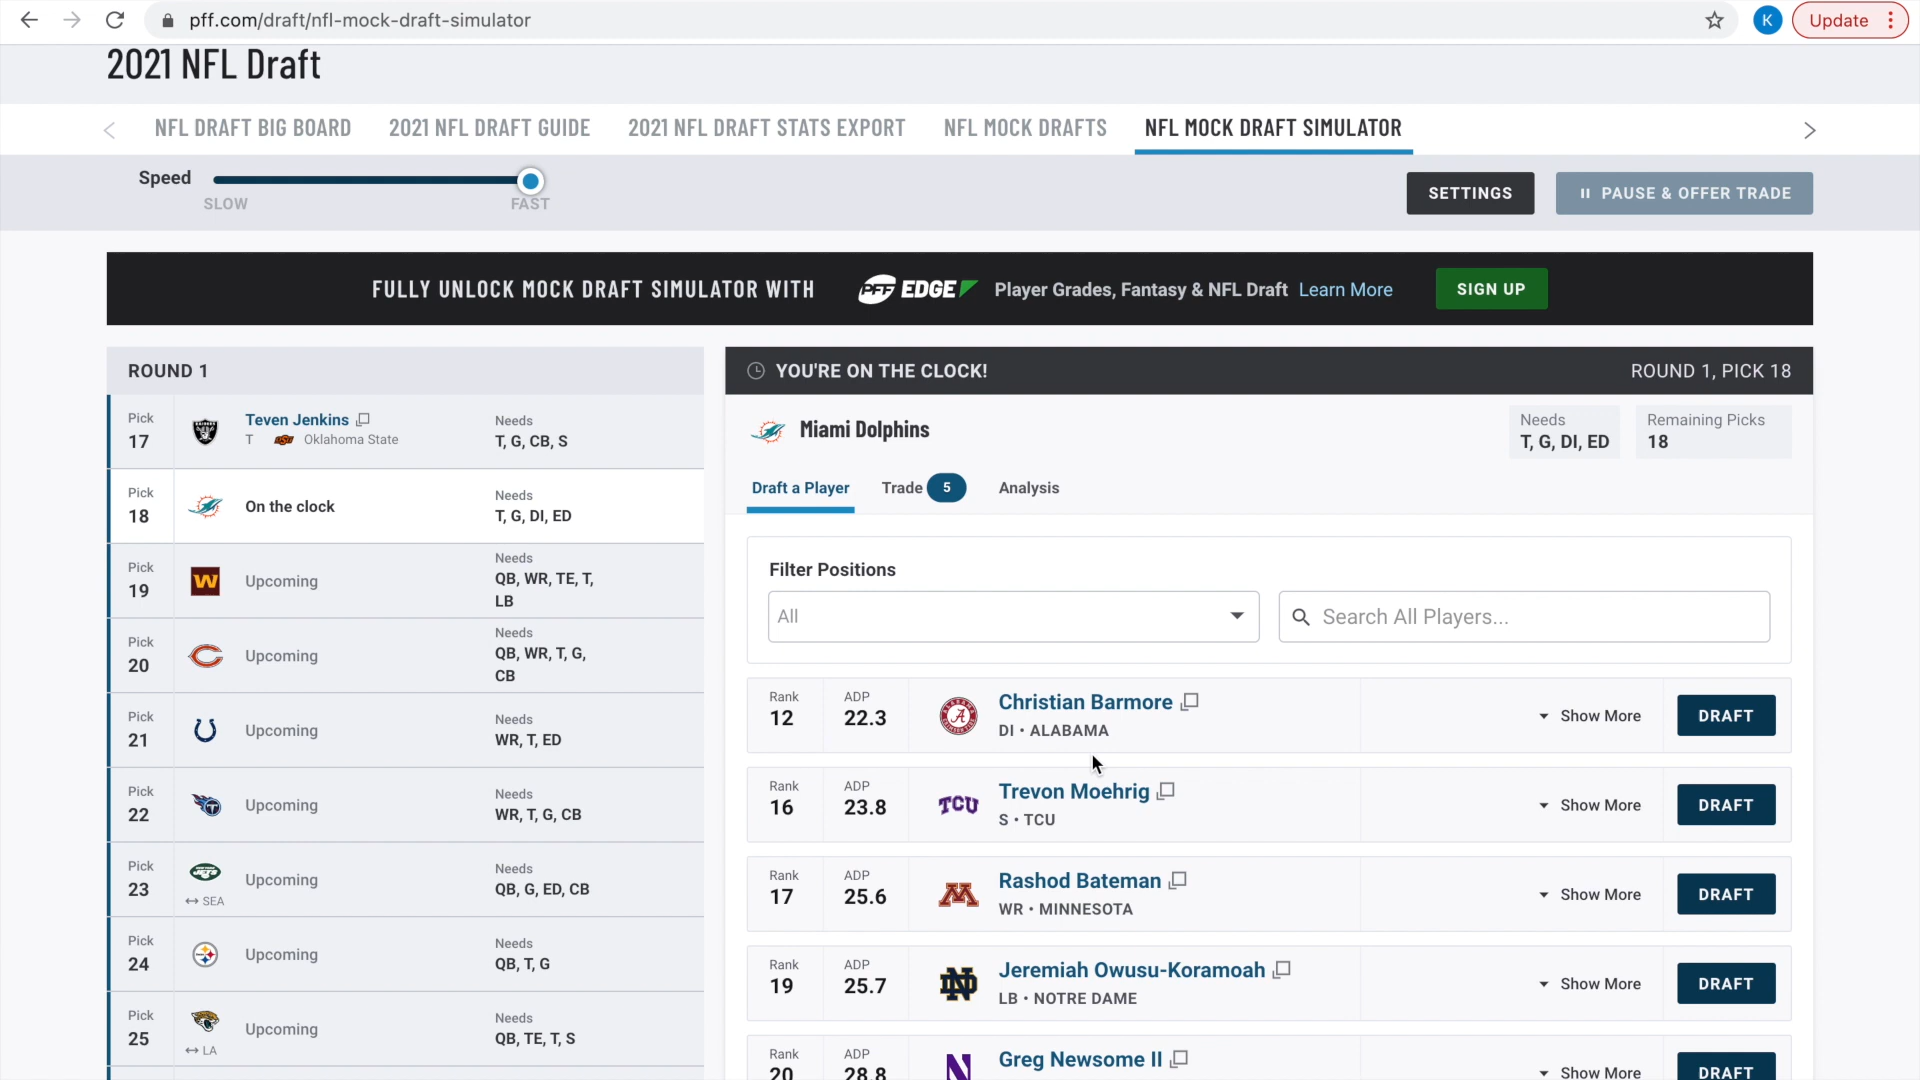 pff.com/draft/nfl-mock-draft-simulator
K
Update
2021 NFL Draft
NFL DRAFT BIG BOARD
2021 NFL DRAFT GUIDE
2021 NFL DRAFT STATS EXPORT
NFL MOCK DRAFTS
NFL MOCK DRAFT SIMULATOR
Speed
SLOW
FAST
SETTINGS
PAUSE & OFFER TRADE
FULLY UNLOCK MOCK DRAFT SIMULATOR WITH
PFF EDGE
Player Grades, Fantasy & NFL Draft Learn More
SIGN UP
ROUND 1
Pick
17
Teven Jenkins
T OSU Oklahoma State
Needs
T, G, CB, S
Pick
18
On the clock
Needs
T, G, DI, ED
Pick
19
W
Upcoming
Needs
QB, WR, TE, T,
LB
Pick
20
Upcoming
Needs
QB, WR, T, G,
CB
Pick
21
Upcoming
Needs
WR, T, ED
Pick
22
Upcoming
Needs
WR, T, G, CB
Pick
23
↔ SEA
Upcoming
Needs
QB, G, ED, CB
Pick
24
Upcoming
Needs
QB, T, G
Pick
25
↔ LA
Upcoming
Needs
QB, TE, T, S
YOU'RE ON THE CLOCK!
ROUND 1, PICK 18
Miami Dolphins
Needs
T, G, DI, ED
Remaining Picks
18
Draft a Player
Trade 5
Analysis
Filter Positions
All
Search All Players...
Rank
12
ADP
22.3
Christian Barmore
DI • ALABAMA
Show More
DRAFT
Rank
16
ADP
23.8
TCU
Trevon Moehrig
S • TCU
Show More
DRAFT
Rank
17
ADP
25.6
M
Rashod Bateman
WR • MINNESOTA
Show More
DRAFT
Rank
19
ADP
25.7
ND
Jeremiah Owusu-Koramoah
LB • NOTRE DAME
Show More
DRAFT
Rank
20
ADP
28.8
N
Greg Newsome II
Show More
DRAFT